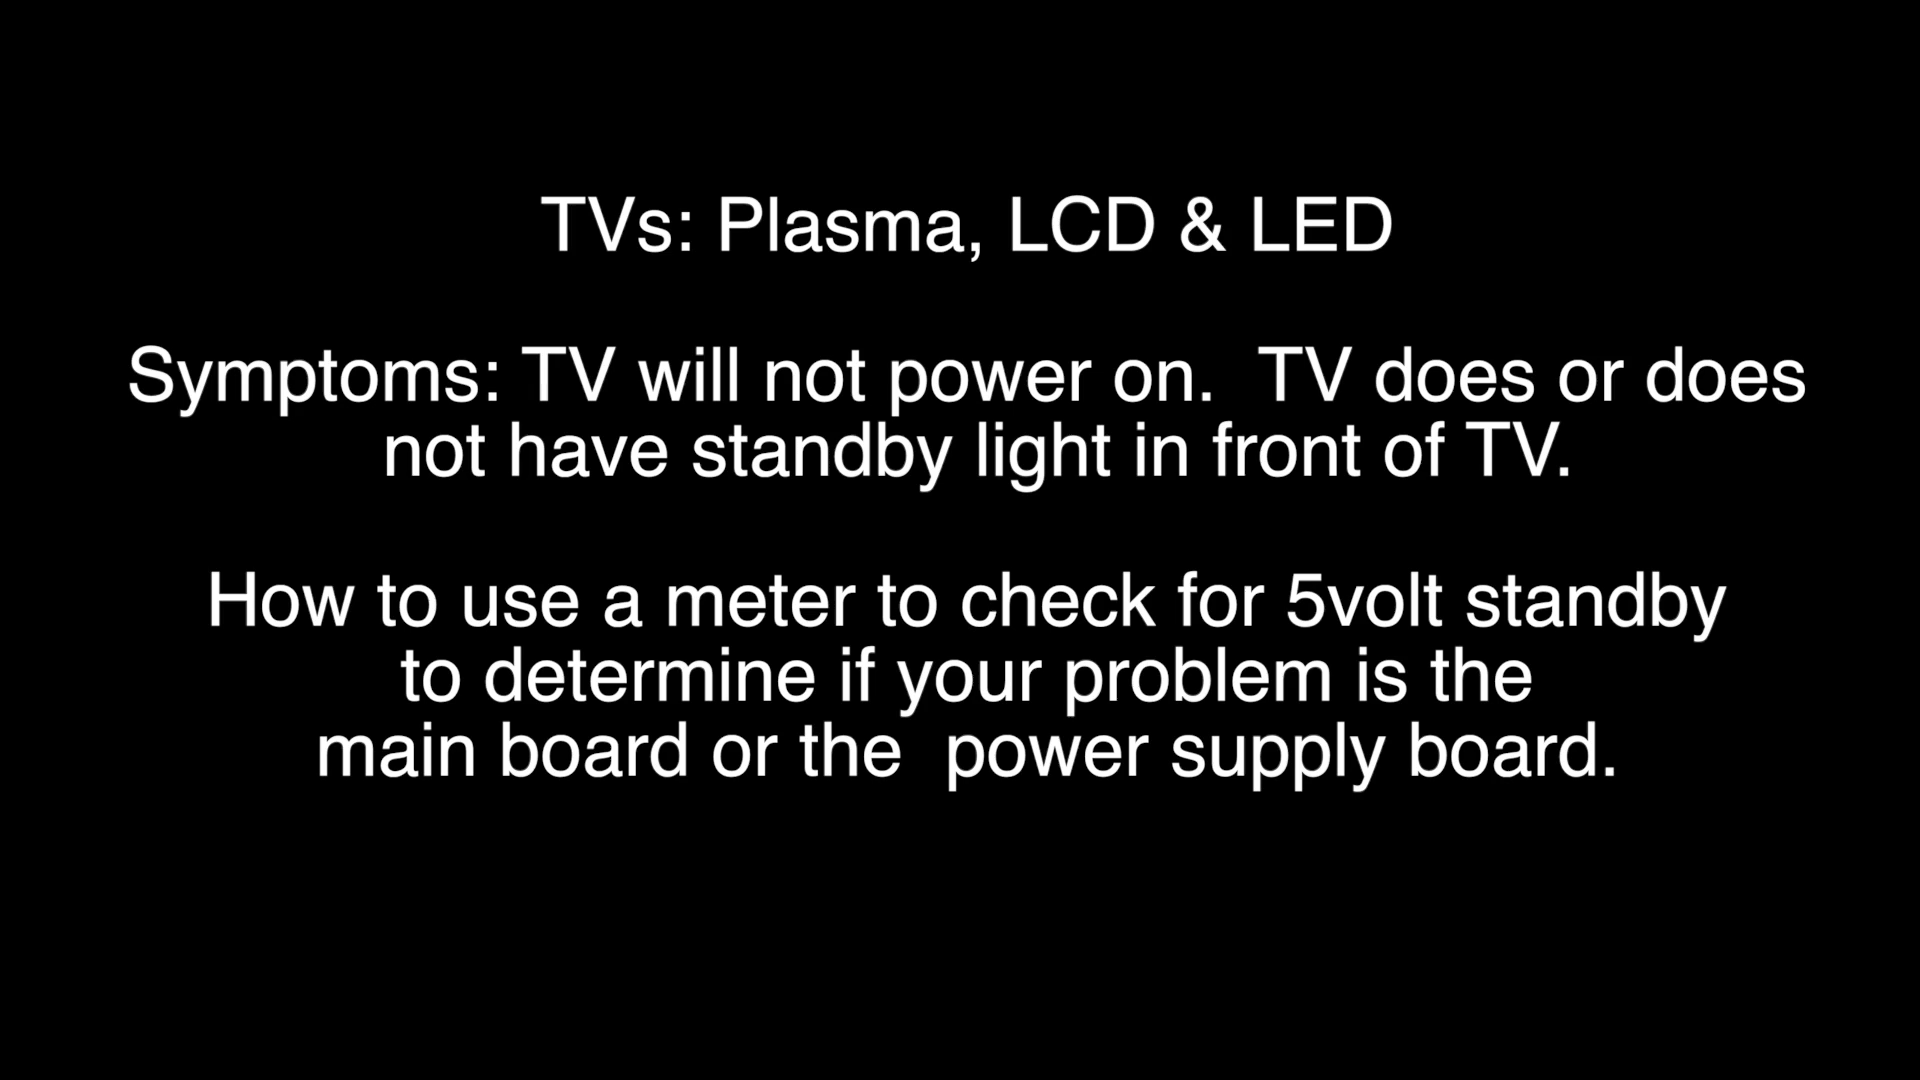 TVs: Plasma, LCD & LED
Symptoms: TV will not power on.  TV does or does
not have standby light in front of TV.
How to use a meter to check for 5volt standby
to determine if your problem is the
main board or the  power supply board.